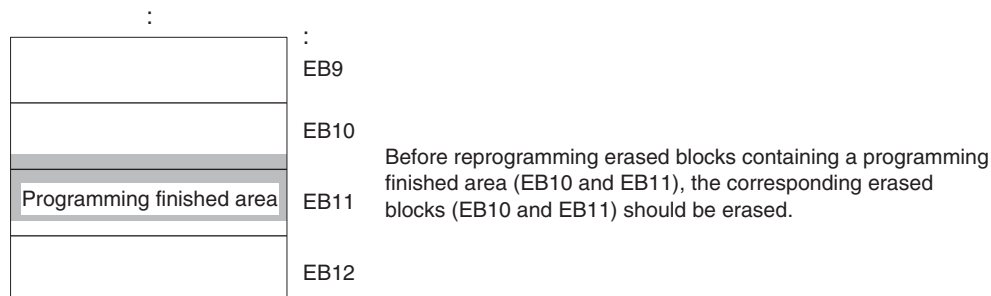 :
:
EB9
EB10
Before reprogramming erased blocks containing a programming
finished area (EB10 and EB11), the corresponding erased
blocks (EB10 and EB11) should be erased.
Programming finished area
EB11
EB12